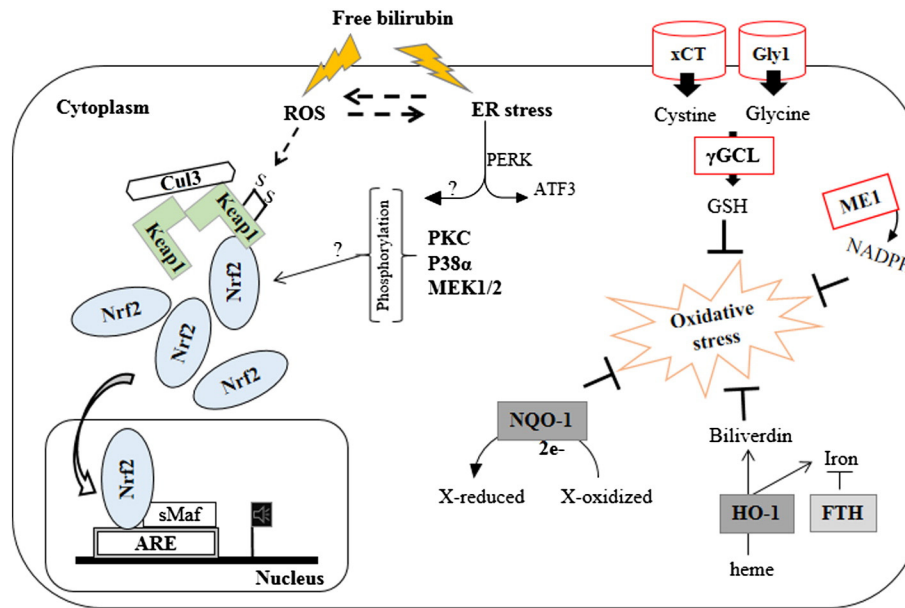 Free bilirubin
xCT
Gly1
Cytoplasm
ROS
ER stress
Cystine
Glycine
PERK
γGCL
Cul3
S
S
?
ATF3
Keap1
Keap1
GSH
ME1
Phosphorylation
PKC
P38α
MEK1/2
?
NADPH
Nrf2
Nrf2
Nrf2
Nrf2
Oxidative
stress
NQO-1
2e-
Biliverdin
Iron
X-reduced
X-oxidized
Nrf2
sMaf
ARE
HO-1
FTH
Nucleus
heme